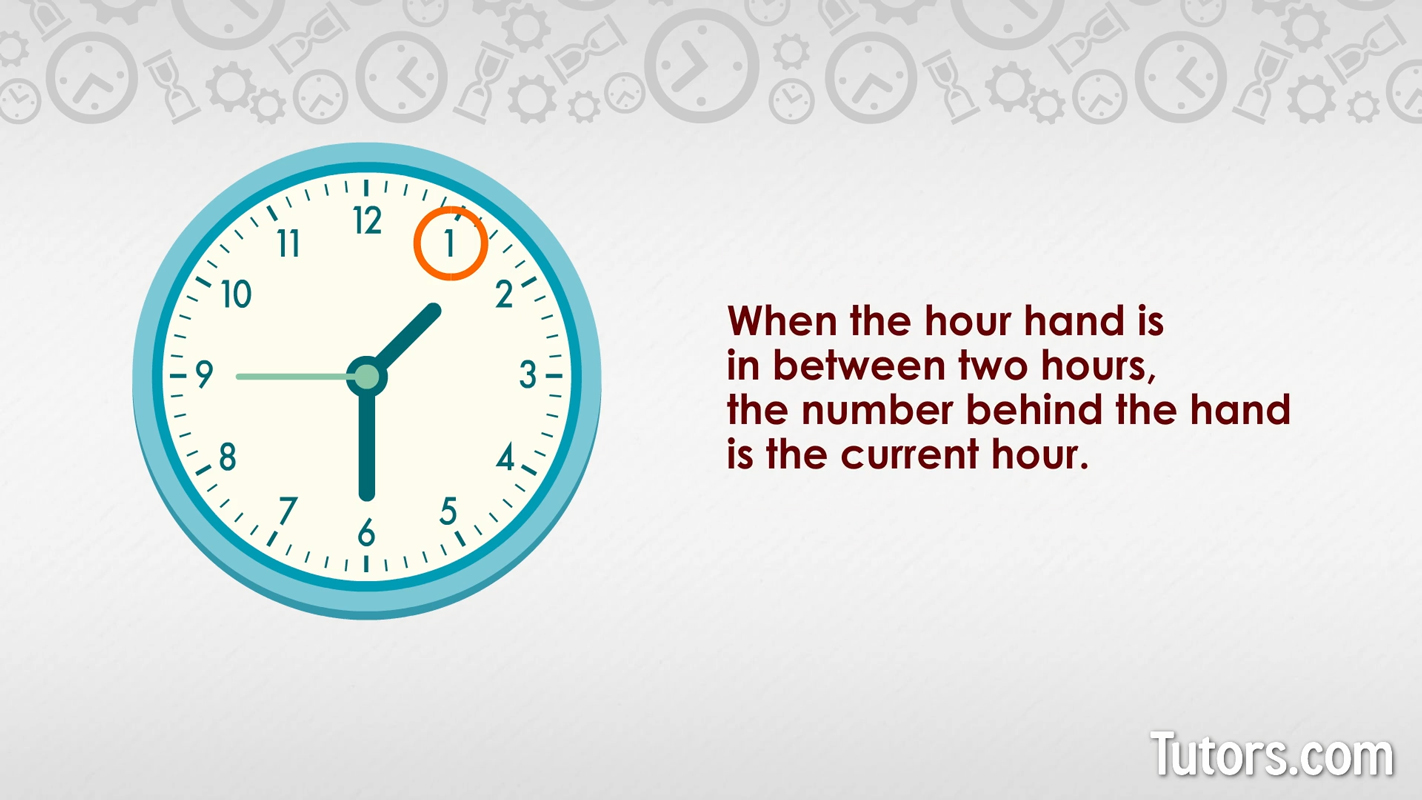 12
11
1
10
2
9
3
8
4
7
5
6
When the hour hand is
in between two hours,
the number behind the hand
is the current hour.
Tutors.com